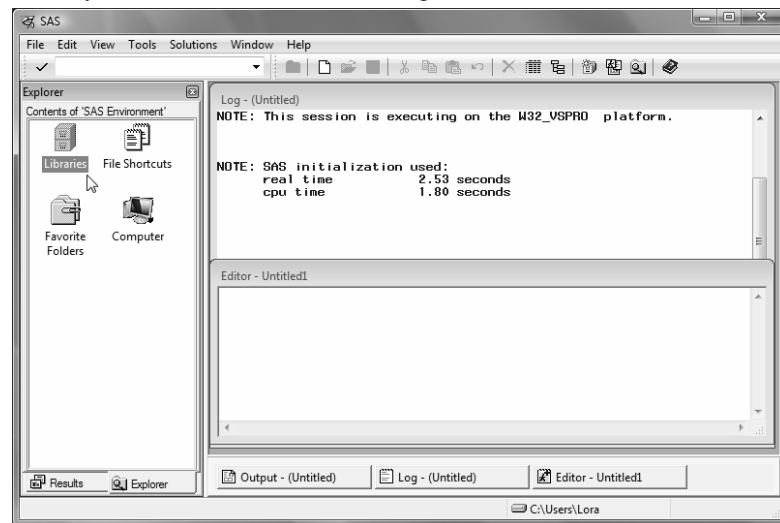 SAS
File Edit View Tools Solutions Window Help
Explorer
Contents of 'SAS Environment'
Libraries
File Shortcuts
Favorite
Folders
Computer
Log - (Untitled)
NOTE: This session is executing on the W32_VSPRO platform.
NOTE: SAS initialization used:
real time 2.53 seconds
cpu time 1.80 seconds
Editor - Untitled1
Results
Explorer
Output - (Untitled)
Log - (Untitled)
Editor - Untitled1
C:\Users\Lora